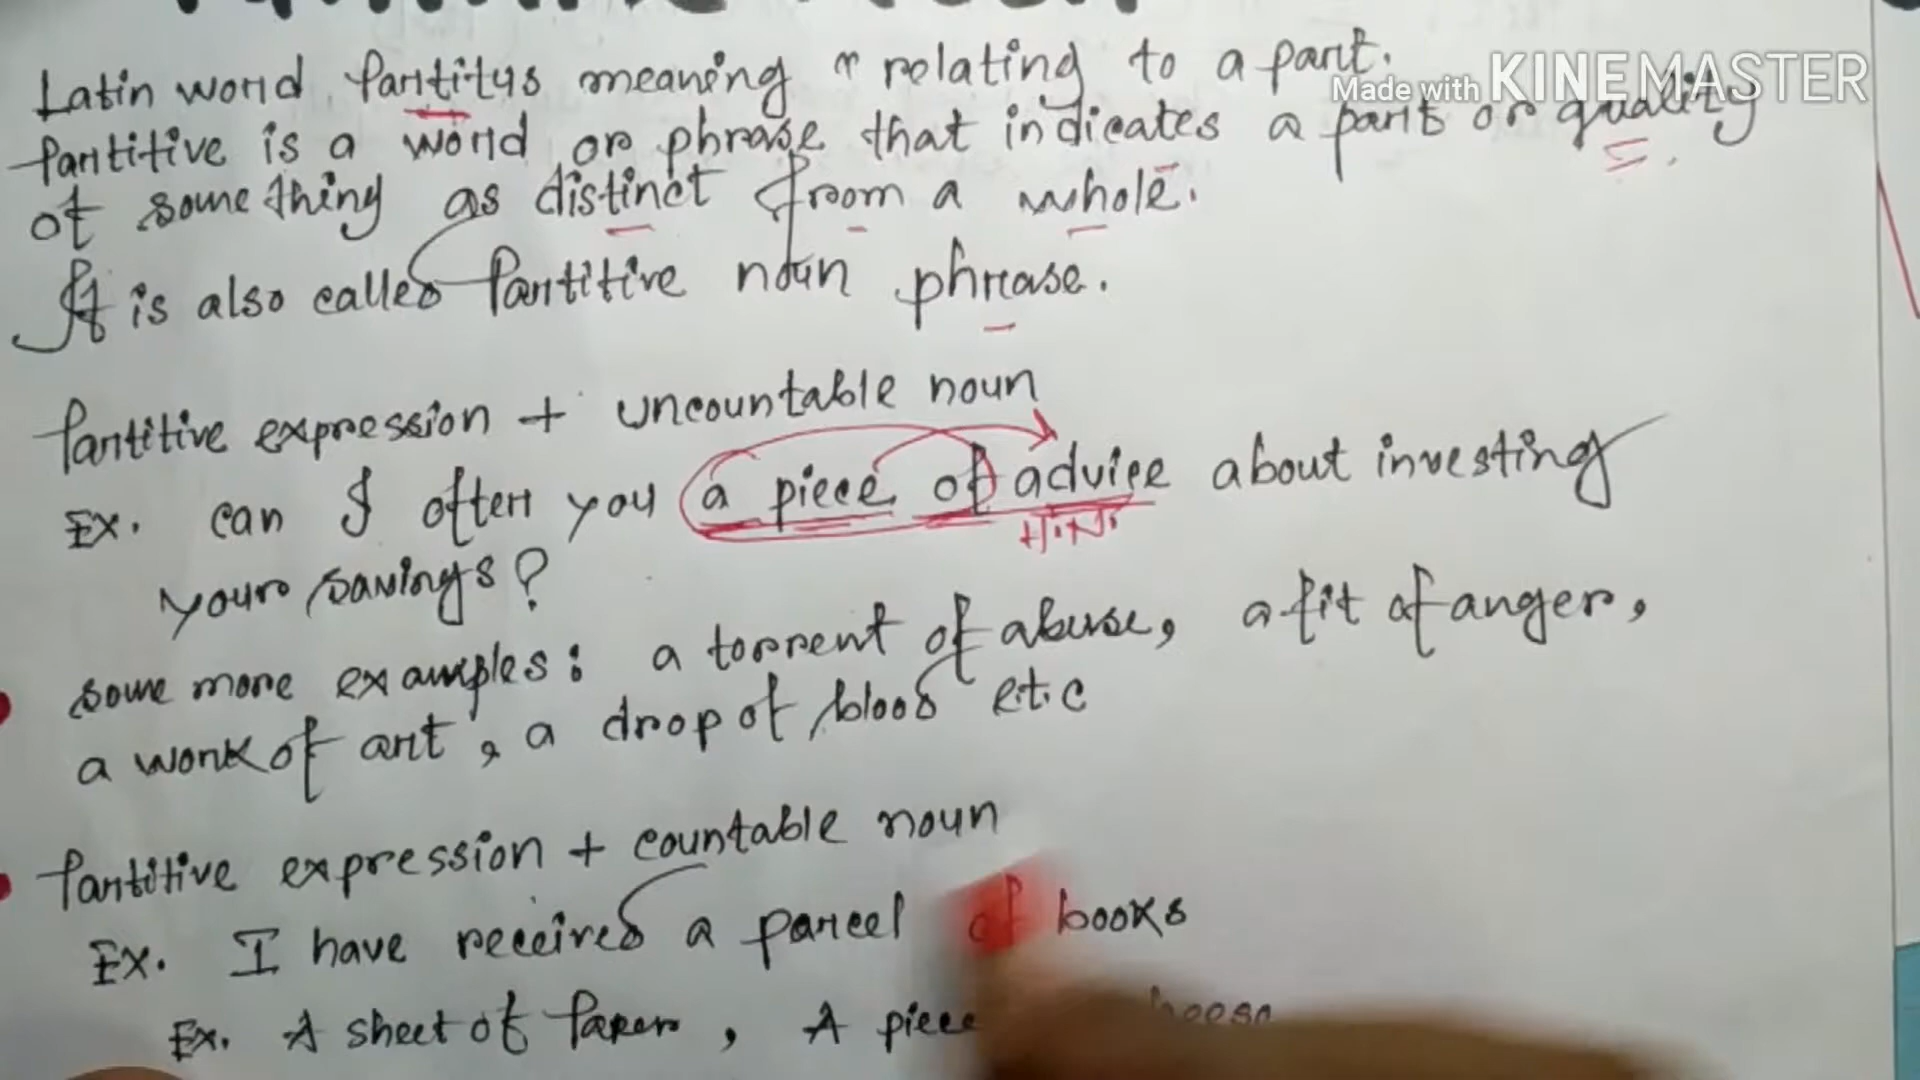 Latin word Partitus meaning " relating to a part.
Made with KINEMASTER
Partitive is a word or phrase that indicates a part or quality
of something as distinct from a whole.
It is also called Partitive noun phrase.
Partitive expression + uncountable noun
Ex. can I offer you a piece of advice about investing
your savings?
some more examples: a torrent of abuse, a fit of anger,
a work of art, a drop of blood etc
Partitive expression + countable noun
Ex. I have received a parcel of books
Ex. A sheet of Paper, A piece